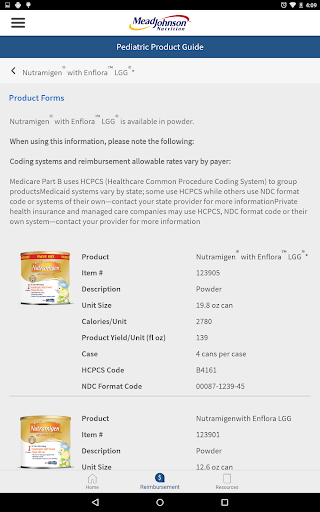 4:09
MeadJohnson
Nutrition
Pediatric Product Guide
Nutramigen® with Enflora™ LGG®*
Product Forms
Nutramigen® with Enflora™ LGG® is available in powder.
When using this information, please note the following:
Coding systems and reimbursement allowable rates vary by payer:
Medicare Part B uses HCPCS (Healthcare Common Procedure Coding System) to group
productsMedicaid systems vary by state; some use HCPCS while others use NDC format
code or systems of their own—contact your state provider for more informationPrivate
health insurance and managed care companies may use HCPCS, NDC format code or their
own system—contact your provider for more information
Product Nutramigen® with Enflora™ LGG®*
Item # 123905
Description Powder
Unit Size 19.8 oz can
Calories/Unit 2780
Product Yield/Unit (fl oz) 139
Case 4 cans per case
HCPCS Code B4161
NDC Format Code 00087-1239-45
Nutramigen
Product Nutramigenwith Enflora LGG
Item # 123901
Description Powder
Unit Size 12.6 oz can
Nutramigen
Home Reimbursement Resources